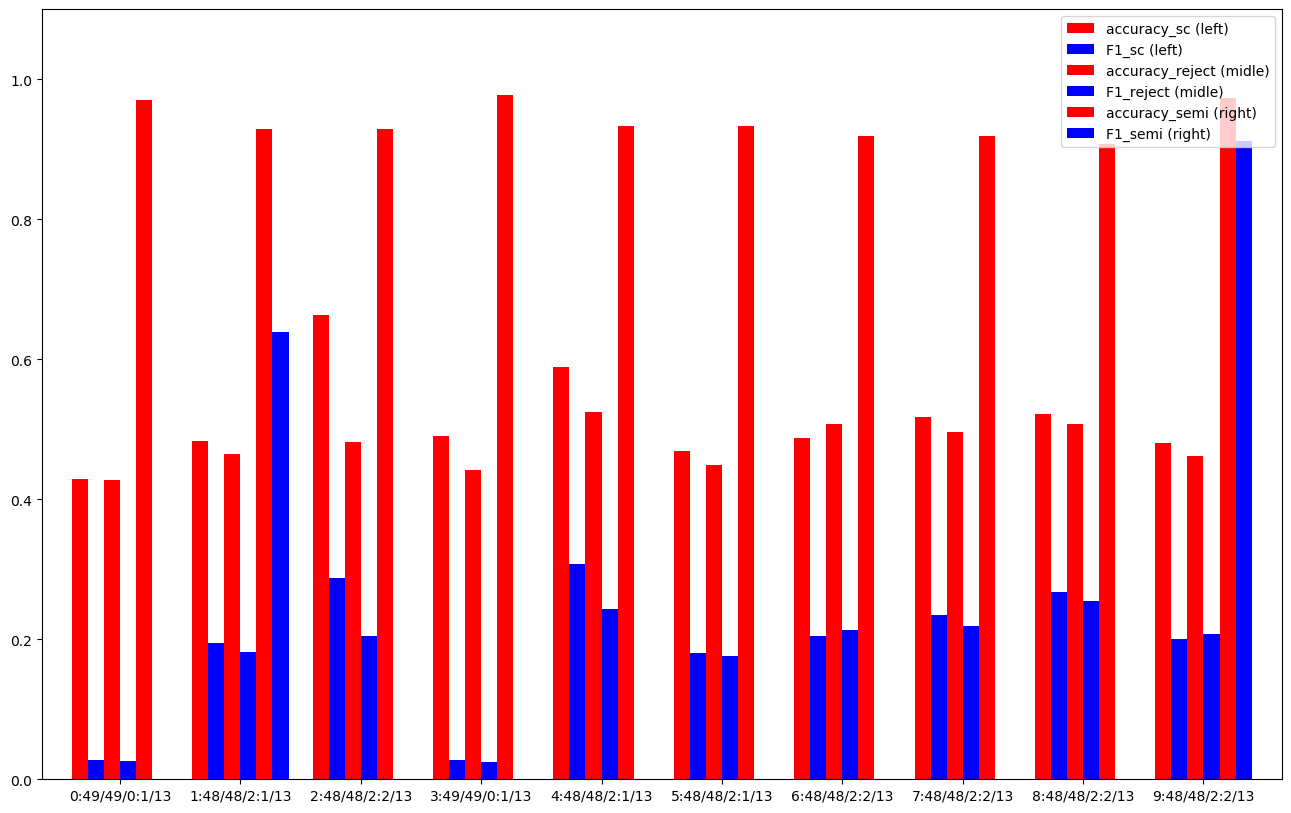 accuracy_sc (left)
F1_sc (left)
accuracy_reject (midle)
F1_reject (midle)
accuracy_semi (right)
F1_semi (right)
1.0
0.8
0.6
0.4
0.2
0.0
0:49/49/0:1/13 1:48/48/2:1/13 2:48/48/2:2/13 3:49/49/0:1/13 4:48/48/2:1/13 5:48/48/2:1/13 6:48/48/2:2/13 7:48/48/2:2/13 8:48/48/2:2/13 9:48/48/2:2/13